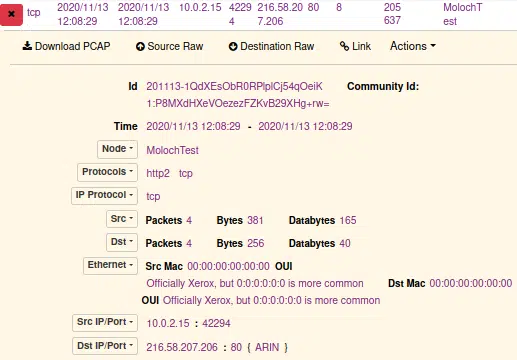 tcp 2020/11/13 12:08:29 2020/11/13 12:08:29 10.0.2.15 42294 216.58.207.206 80 8 205 637 MolochTest
Download PCAP Source Raw Destination Raw Link Actions
Id 201113-1QdXEsObR0RPlplCj54qOeiK Community Id:
1:P8MXdHXeVOezezFZKvB29XHg+rw=
Time 2020/11/13 12:08:29 - 2020/11/13 12:08:29
Node MolochTest
Protocols http2 tcp
IP Protocol tcp
Src Packets 4 Bytes 381 Databytes 165
Dst Packets 4 Bytes 256 Databytes 40
Ethernet Src Mac 00:00:00:00:00:00 OUI
Officially Xerox, but 0:0:0:0:0:0 is more common Dst Mac 00:00:00:00:00:00
OUI Officially Xerox, but 0:0:0:0:0:0 is more common
Src IP/Port 10.0.2.15 : 42294
Dst IP/Port 216.58.207.206 : 80 { ARIN }